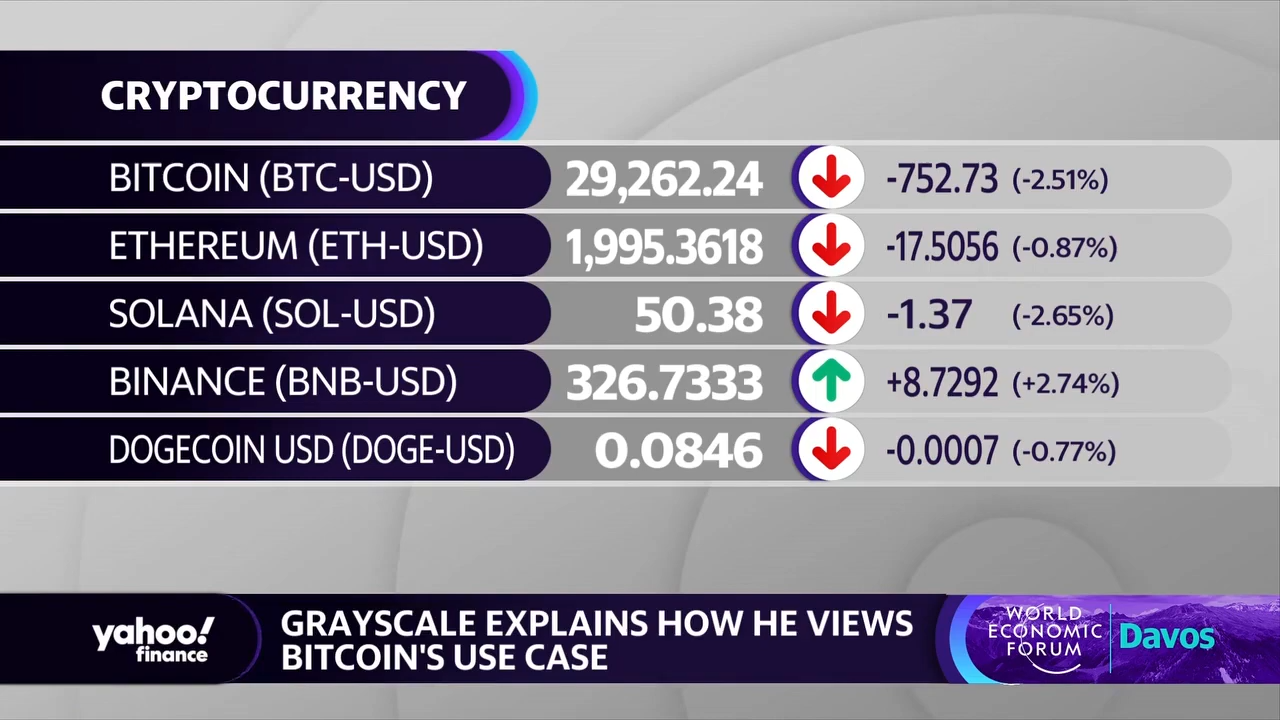 CRYPTOCURRENCY
BITCOIN (BTC-USD) 29,262.24 -752.73 (-2.51%)
ETHEREUM (ETH-USD) 1,995.3618 -17.5056 (-0.87%)
SOLANA (SOL-USD) 50.38 -1.37 (-2.65%)
BINANCE (BNB-USD) 326.7333 +8.7292 (+2.74%)
DOGECOIN USD (DOGE-USD) 0.0846 -0.0007 (-0.77%)
yahoo!
finance
GRAYSCALE EXPLAINS HOW HE VIEWS
BITCOIN'S USE CASE
WORLD
ECONOMIC
FORUM
Davos